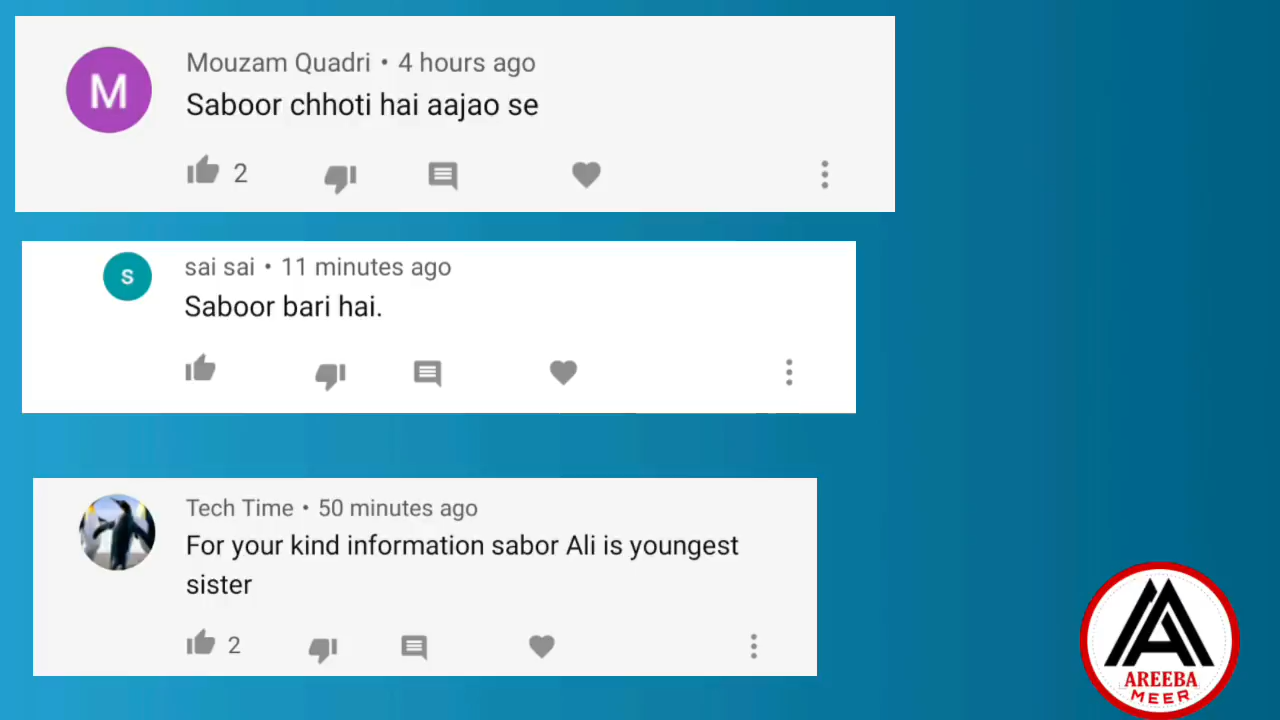 M
Mouzam Quadri • 4 hours ago
Saboor chhoti hai aajao se
2
s
sai sai • 11 minutes ago
Saboor bari hai.
Tech Time • 50 minutes ago
For your kind information sabor Ali is youngest
sister
2
AREEBA
MEER